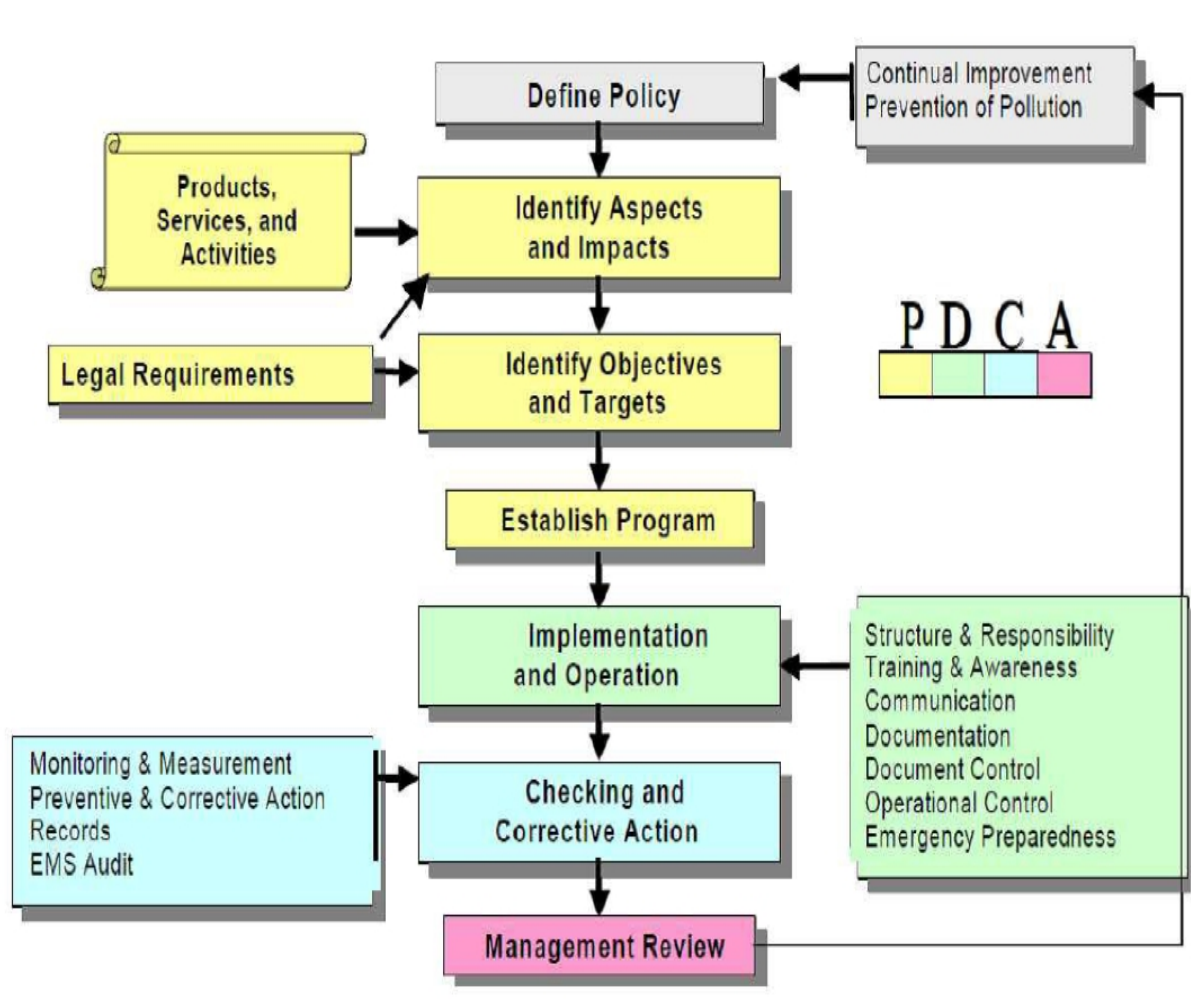 Define Policy
Continual Improvement
Prevention of Pollution
Products,
Services, and
Activities
Identify Aspects
and Impacts
Legal Requirements
Identify Objectives
and Targets
P D C A
Establish Program
Implementation
and Operation
Structure & Responsibility
Training & Awareness
Communication
Documentation
Document Control
Operational Control
Emergency Preparedness
Monitoring & Measurement
Preventive & Corrective Action
Records
EMS Audit
Checking and
Corrective Action
Management Review